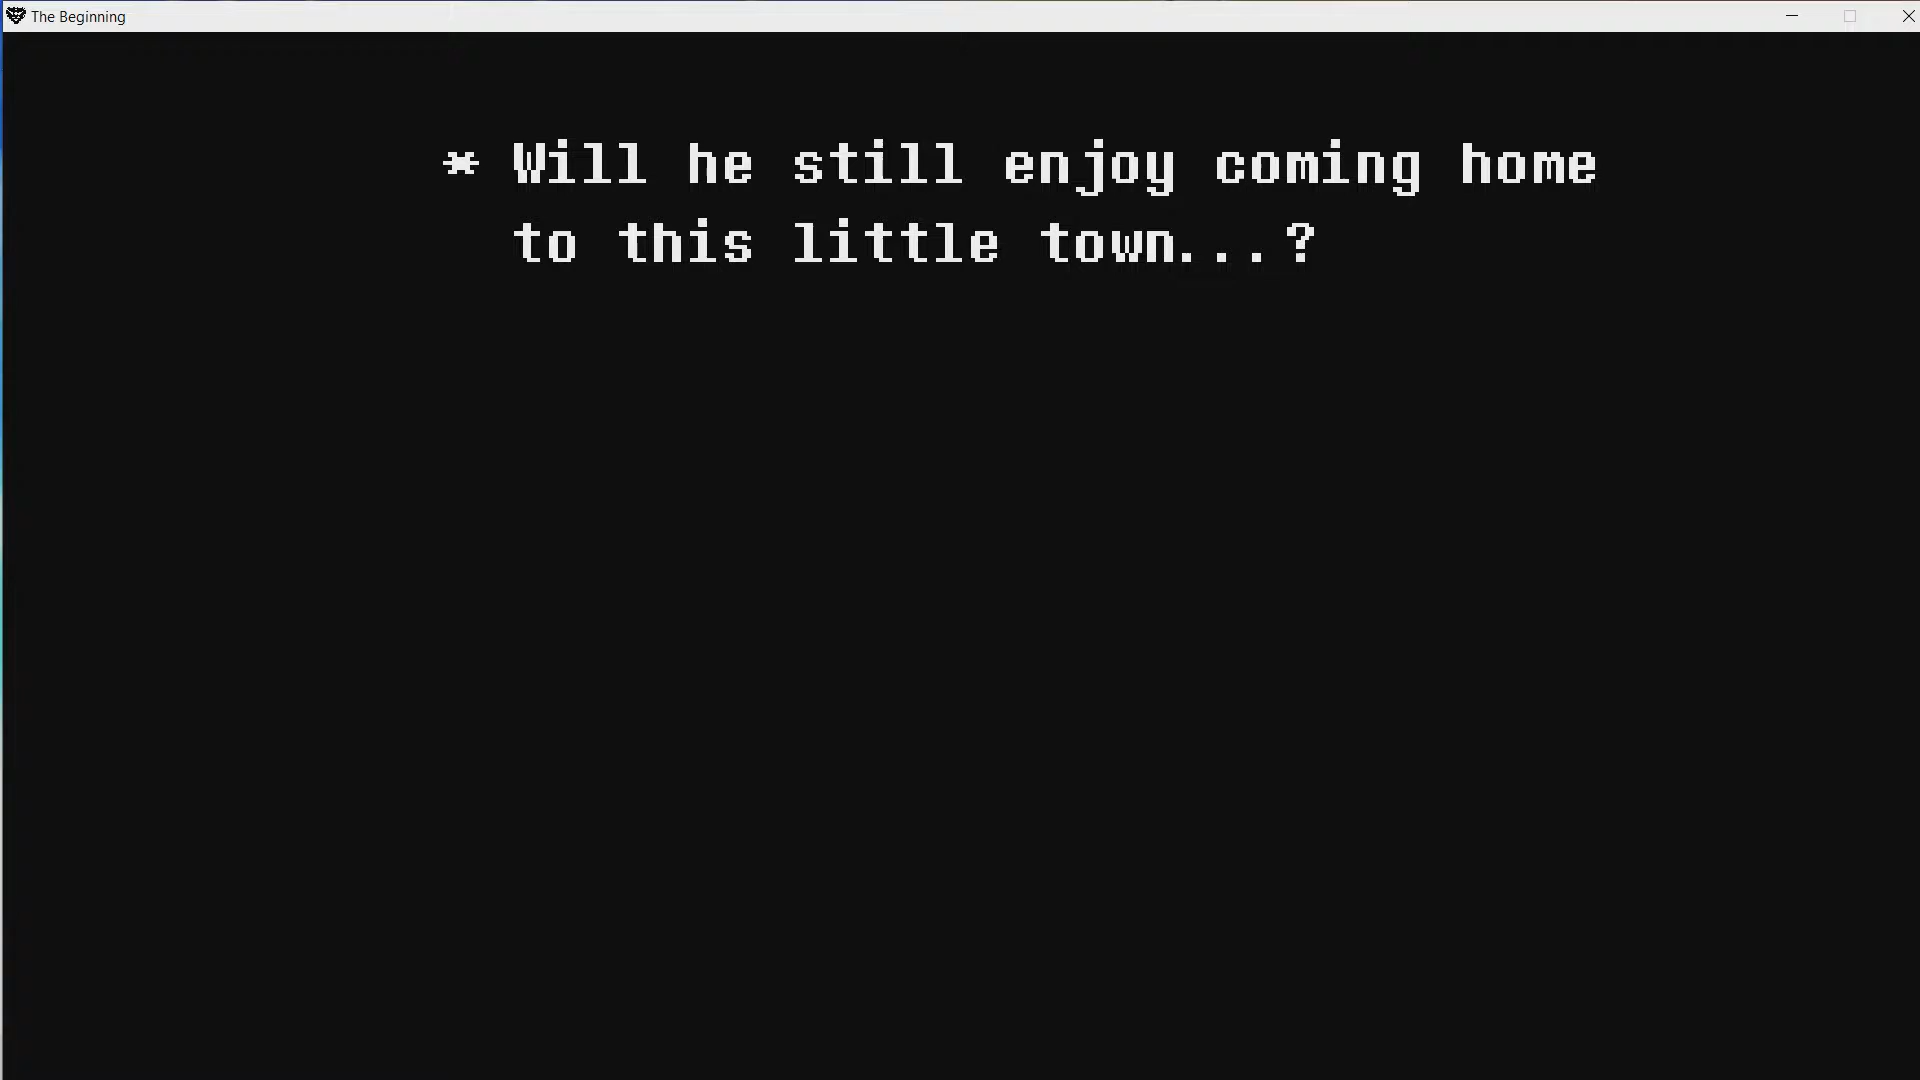 The Beginning
* Will he still enjoy coming home
to this little town...?